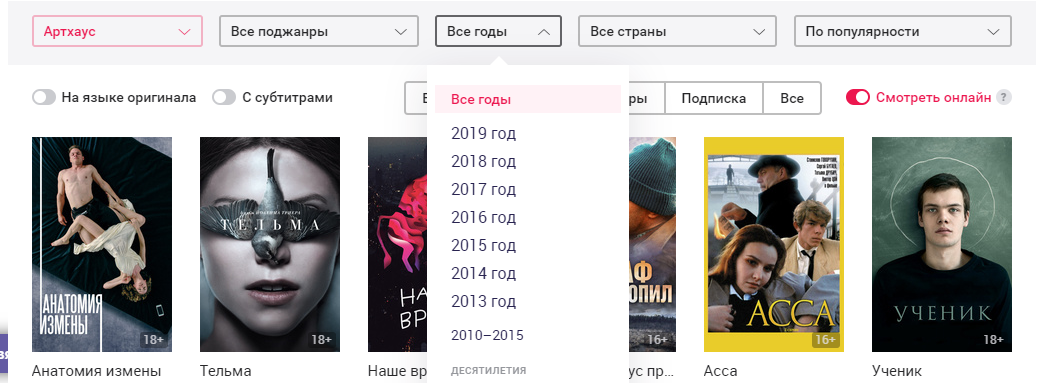 Артхаус
Все поджанры
Все годы
Все страны
По популярности
На языке оригинала
С субтитрами
Подписка
Все
Смотреть онлайн ?
Все годы
2019 год
2018 год
2017 год
2016 год
2015 год
2014 год
2013 год
2010–2015
ДЕСЯТИЛЕТИЯ
АНАТОМИЯ
ИЗМЕНЫ
18+
ТЕЛЬМА
18+
НА
ВР
16+
АССА
16+
УЧЕНИК
18+
Анатомия измены
Тельма
Наше вр
ус пр...
Асса
Ученик